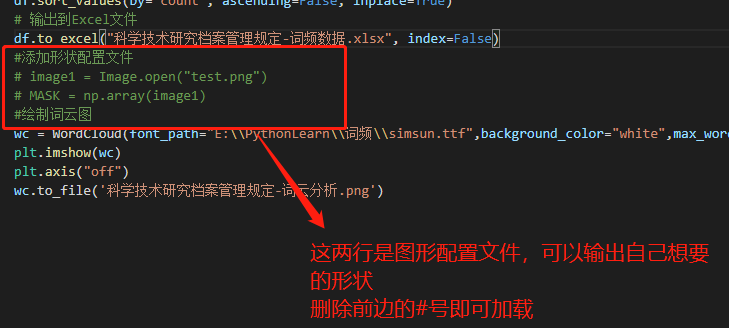 df.sort_values(by='count', ascending=False, inplace=True)
# 输出到Excel文件
df.to_excel("科学技术研究档案管理规定-词频数据.xlsx", index=False)
#添加形状配置文件
# image1 = Image.open("test.png")
# MASK = np.array(image1)
#绘制词云图
wc = WordCloud(font_path="E:\\PythonLearn\\词频\\simsun.ttf",background_color="white",max_wor
plt.imshow(wc)
plt.axis("off")
wc.to_file('科学技术研究档案管理规定-词云分析.png')
这两行是图形配置文件，可以输出自己想要
的形状
删除前边的#号即可加载